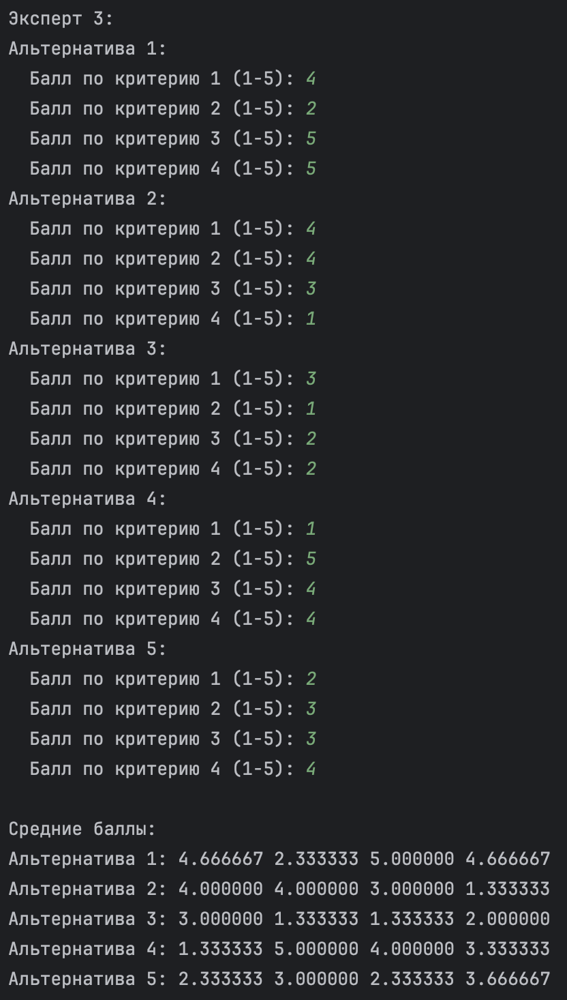 Эксперт 3:
Альтернатива 1:
Балл по критерию 1 (1-5): 4
Балл по критерию 2 (1-5): 2
Балл по критерию 3 (1-5): 5
Балл по критерию 4 (1-5): 5
Альтернатива 2:
Балл по критерию 1 (1-5): 4
Балл по критерию 2 (1-5): 4
Балл по критерию 3 (1-5): 3
Балл по критерию 4 (1-5): 1
Альтернатива 3:
Балл по критерию 1 (1-5): 3
Балл по критерию 2 (1-5): 1
Балл по критерию 3 (1-5): 2
Балл по критерию 4 (1-5): 2
Альтернатива 4:
Балл по критерию 1 (1-5): 1
Балл по критерию 2 (1-5): 5
Балл по критерию 3 (1-5): 4
Балл по критерию 4 (1-5): 4
Альтернатива 5:
Балл по критерию 1 (1-5): 2
Балл по критерию 2 (1-5): 3
Балл по критерию 3 (1-5): 3
Балл по критерию 4 (1-5): 4
Средние баллы:
Альтернатива 1: 4.666667 2.333333 5.000000 4.666667
Альтернатива 2: 4.000000 4.000000 3.000000 1.333333
Альтернатива 3: 3.000000 1.333333 1.333333 2.000000
Альтернатива 4: 1.333333 5.000000 4.000000 3.333333
Альтернатива 5: 2.333333 3.000000 2.333333 3.666667